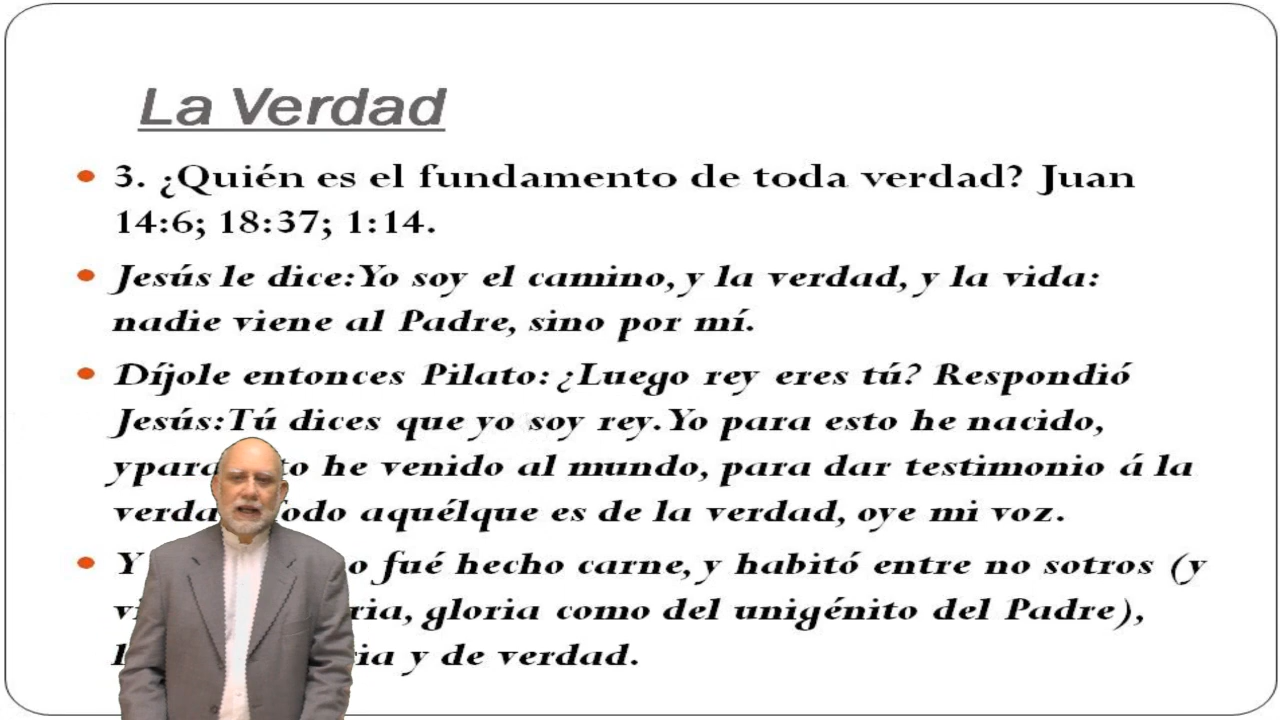 La Verdad
3. ¿Quién es el fundamento de toda verdad? Juan
14:6; 18:37; 1:14.
Jesús le dice: Yo soy el camino, y la verdad, y la vida:
nadie viene al Padre, sino por mí.
Díjole entonces Pilato: ¿Luego rey eres tú? Respondió
Jesús: Tú dices que yo soy rey. Yo para esto he nacido,
ypara to he venido al mundo, para dar testimonio á la
verda odo aquélque es de la verdad, oye mi voz.
Y o fué hecho carne, y habitó entre no sotros (y
ria, gloria como del unigénito del Padre),
ia y de verdad.